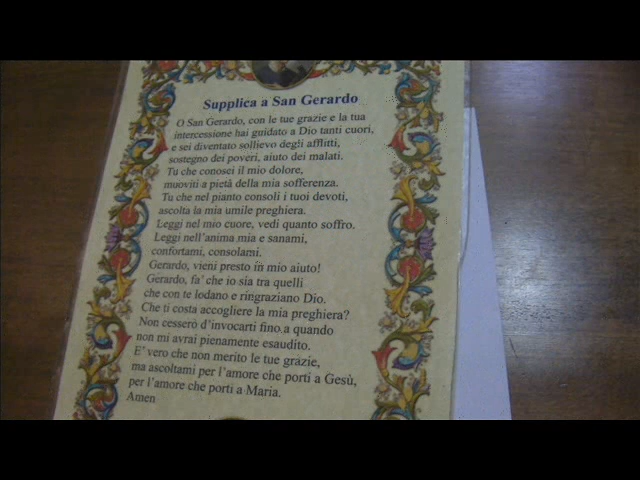 Supplica a San Gerardo
O San Gerardo, con le tue grazie e la tua
intercessione hai guidato a Dio tanti cuori,
e sei diventato sollievo degli afflitti,
sostegno dei poveri, aiuto dei malati.
Tu che conosci il mio dolore,
muoviti a pietà della mia sofferenza.
Tu che nel pianto consoli i tuoi devoti,
ascolta la mia umile preghiera.
Leggi nel mio cuore, vedi quanto soffro.
Leggi nell'anima mia e sanami,
confortami, consolami.
Gerardo, vieni presto in mio aiuto!
Gerardo, fa' che io sia tra quelli
che con te lodano e ringraziano Dio.
Che ti costa accogliere la mia preghiera?
Non cesserò d'invocarti fino a quando
non mi avrai pienamente esaudito.
E' vero che non merito le tue grazie,
ma ascoltami per l'amore che porti a Gesù,
per l'amore che porti a Maria.
Amen